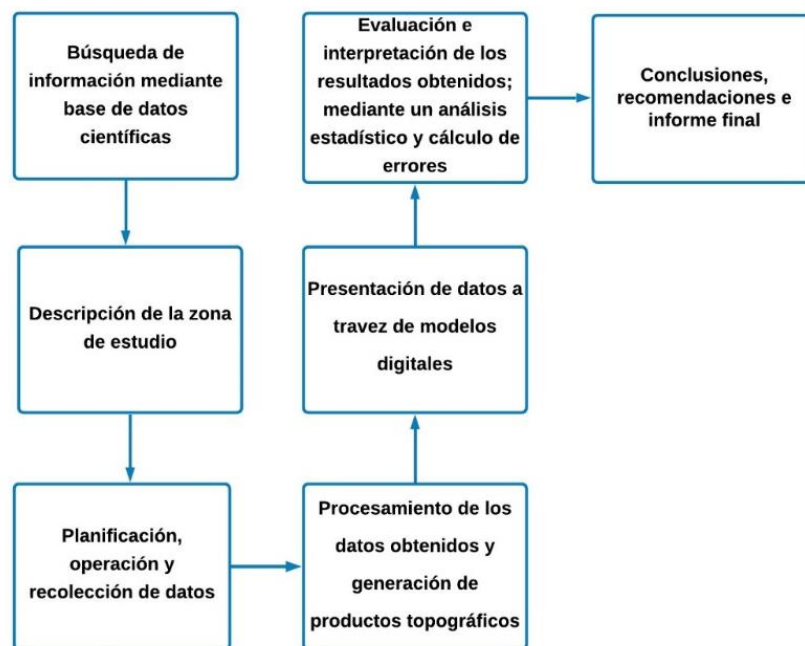 Búsqueda de
información mediante
base de datos
científicas
Descripción de la zona
de estudio
Planificación,
operación y
recolección de datos
Procesamiento de los
datos obtenidos y
generación de
productos topográficos
Presentación de datos a
travez de modelos
digitales
Evaluación e
interpretación de los
resultados obtenidos;
mediante un análisis
estadístico y cálculo de
errores
Conclusiones,
recomendaciones e
informe final